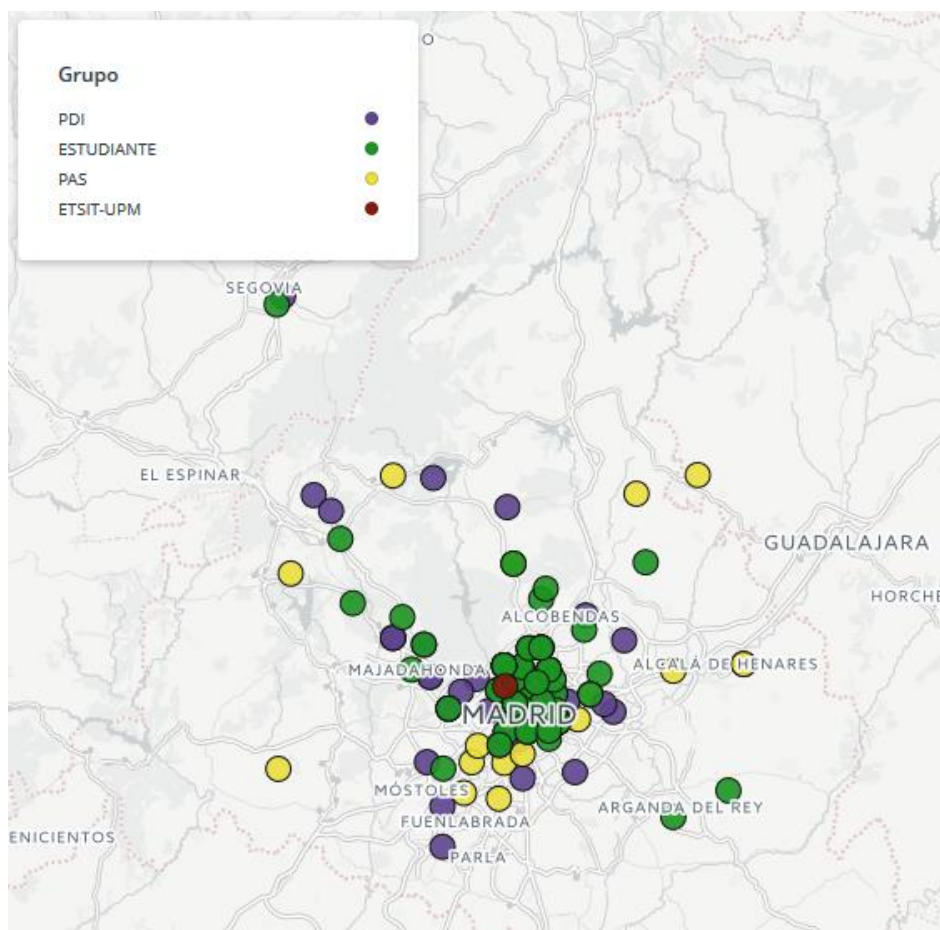 Grupo
PDI
ESTUDIANTE
PAS
ETSIT-UPM
O
SEGOVIA
EL ESPINAR
GUADALAJARA
HORCHE
ALCOBENDAS
MAJADAHONDA
ALCALÁ DE HENARES
MADRID
MÓSTOLES
ARGANDA DEL REY
FUENLABRADA
ENICIENTOS
PARLA